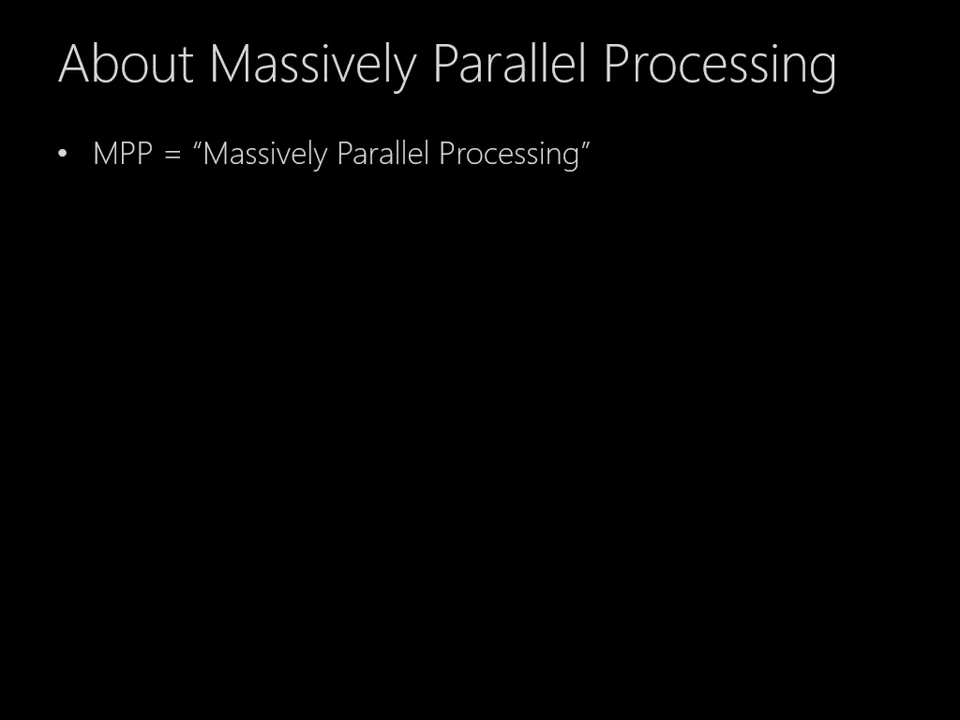 About Massively Parallel Processing
• MPP = “Massively Parallel Processing”